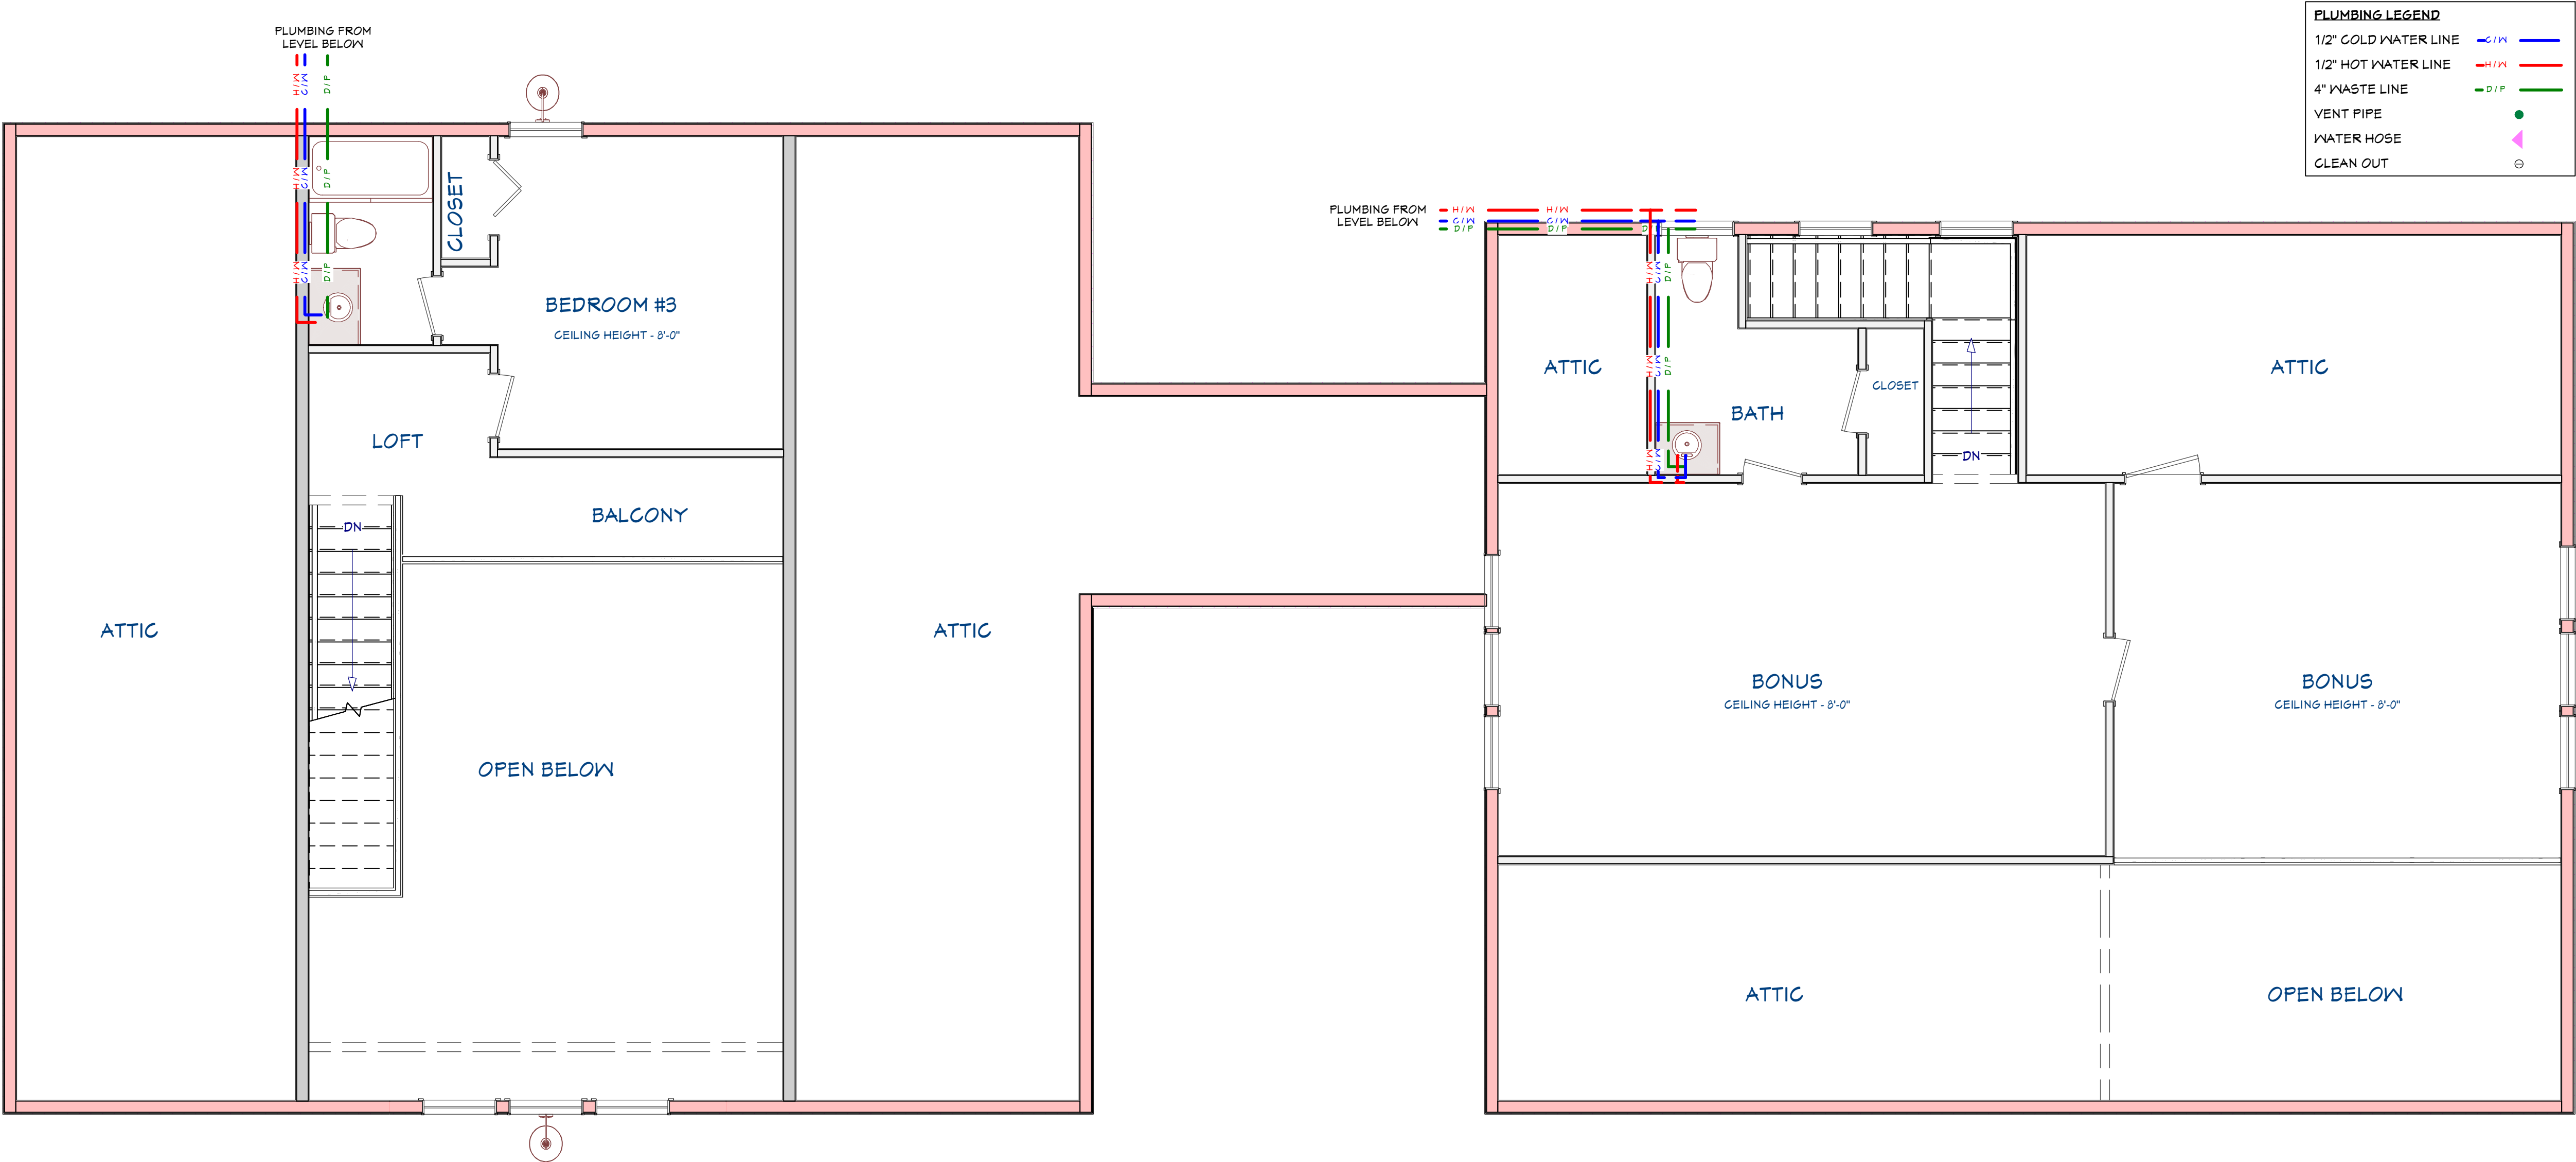 PLUMBING LEGEND
1/2" COLD WATER LINE C/W
1/2" HOT WATER LINE H/W
4" WASTE LINE D/P
VENT PIPE
WATER HOSE
CLEAN OUT
PLUMBING FROM
LEVEL BELOW
H/W C/W D/P
H/W C/W D/P
H/W C/W D/P
CLOSET
BEDROOM #3
CEILING HEIGHT - 8'-0"
LOFT
BALCONY
DN
ATTIC
OPEN BELOW
ATTIC
PLUMBING FROM
LEVEL BELOW
H/W H/W
C/W C/W
D/P D/P D
H/W C/W D/P
H/W C/W D/P
H/W C/W
ATTIC
BATH
CLOSET
DN
ATTIC
BONUS
CEILING HEIGHT - 8'-0"
BONUS
CEILING HEIGHT - 8'-0"
ATTIC
OPEN BELOW